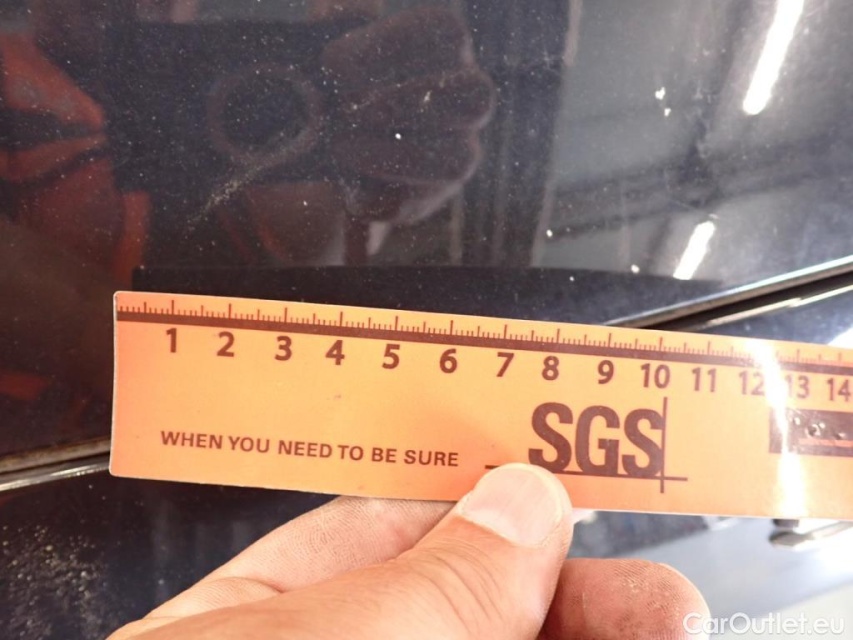 1 2 3 4 5 6 7 8 9 10 11 12 13 14
SGS
WHEN YOU NEED TO BE SURE
CarOutlet.eu